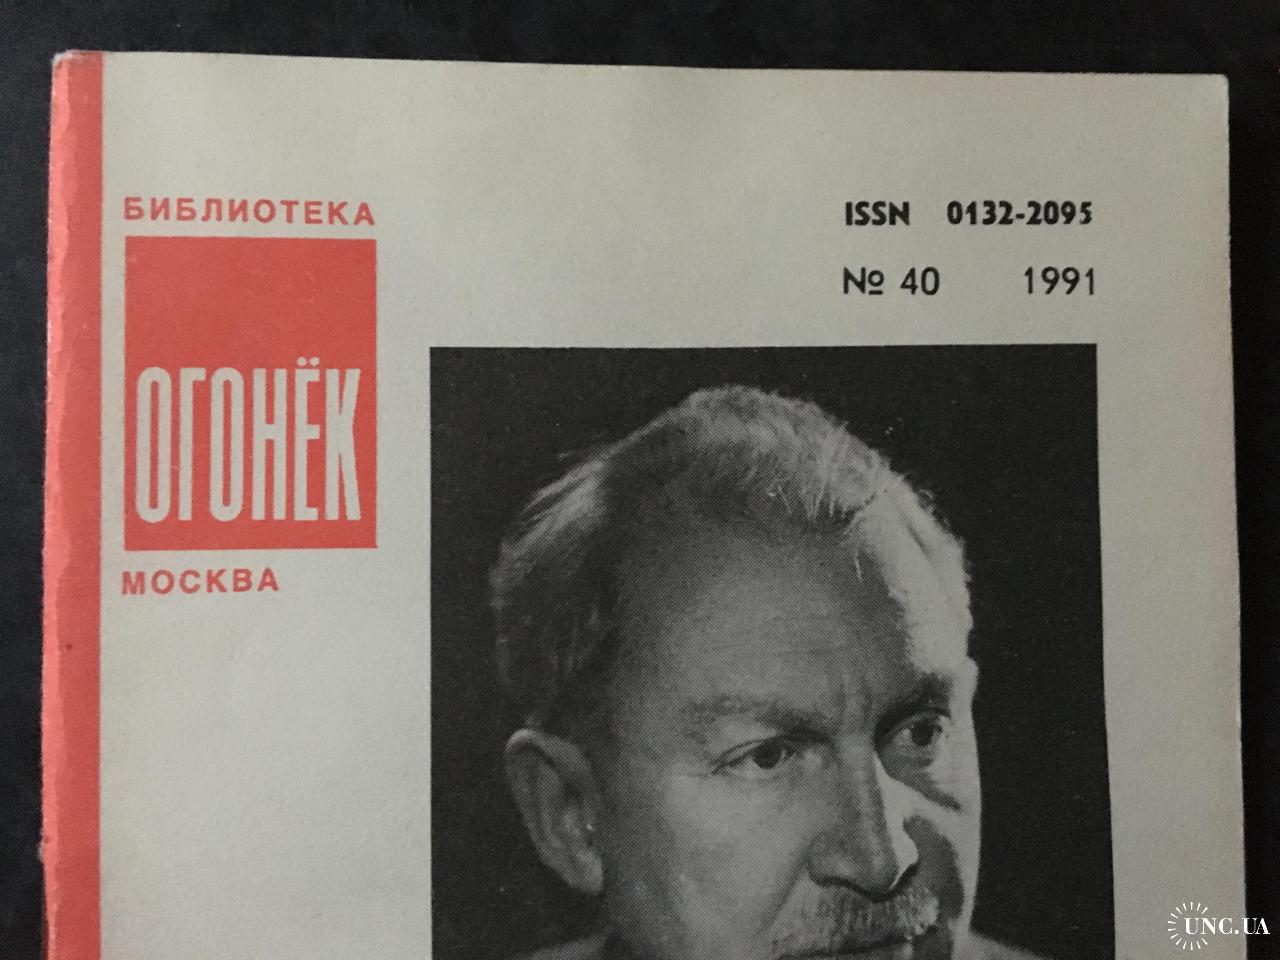 БИБЛИОТЕКА
ОГОНЁК
МОСКВА
ISSN 0132-2095
№ 40 1991
UNC.UA